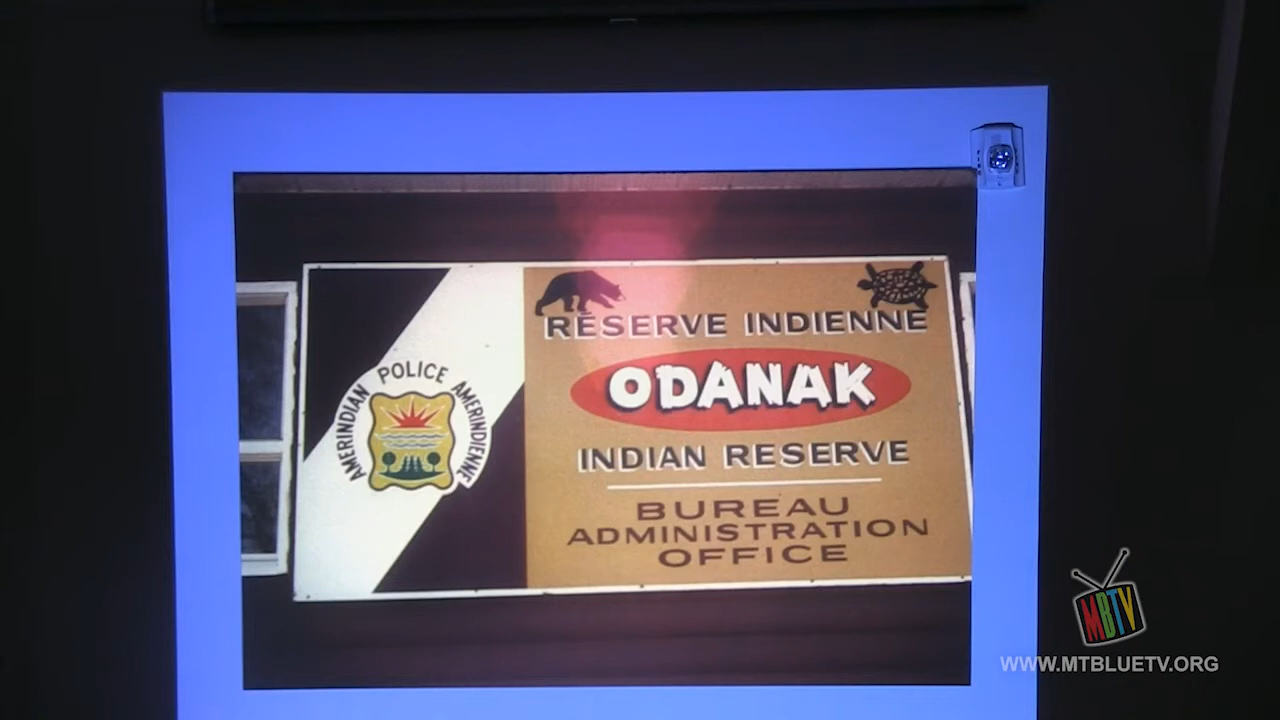 AMERINDIAN POLICE AMERINDIENNE
RÉSERVE INDIENNE
ODANAK
INDIAN RESERVE
BUREAU
ADMINISTRATION
OFFICE
MBTV
WWW.MTBLUETV.ORG